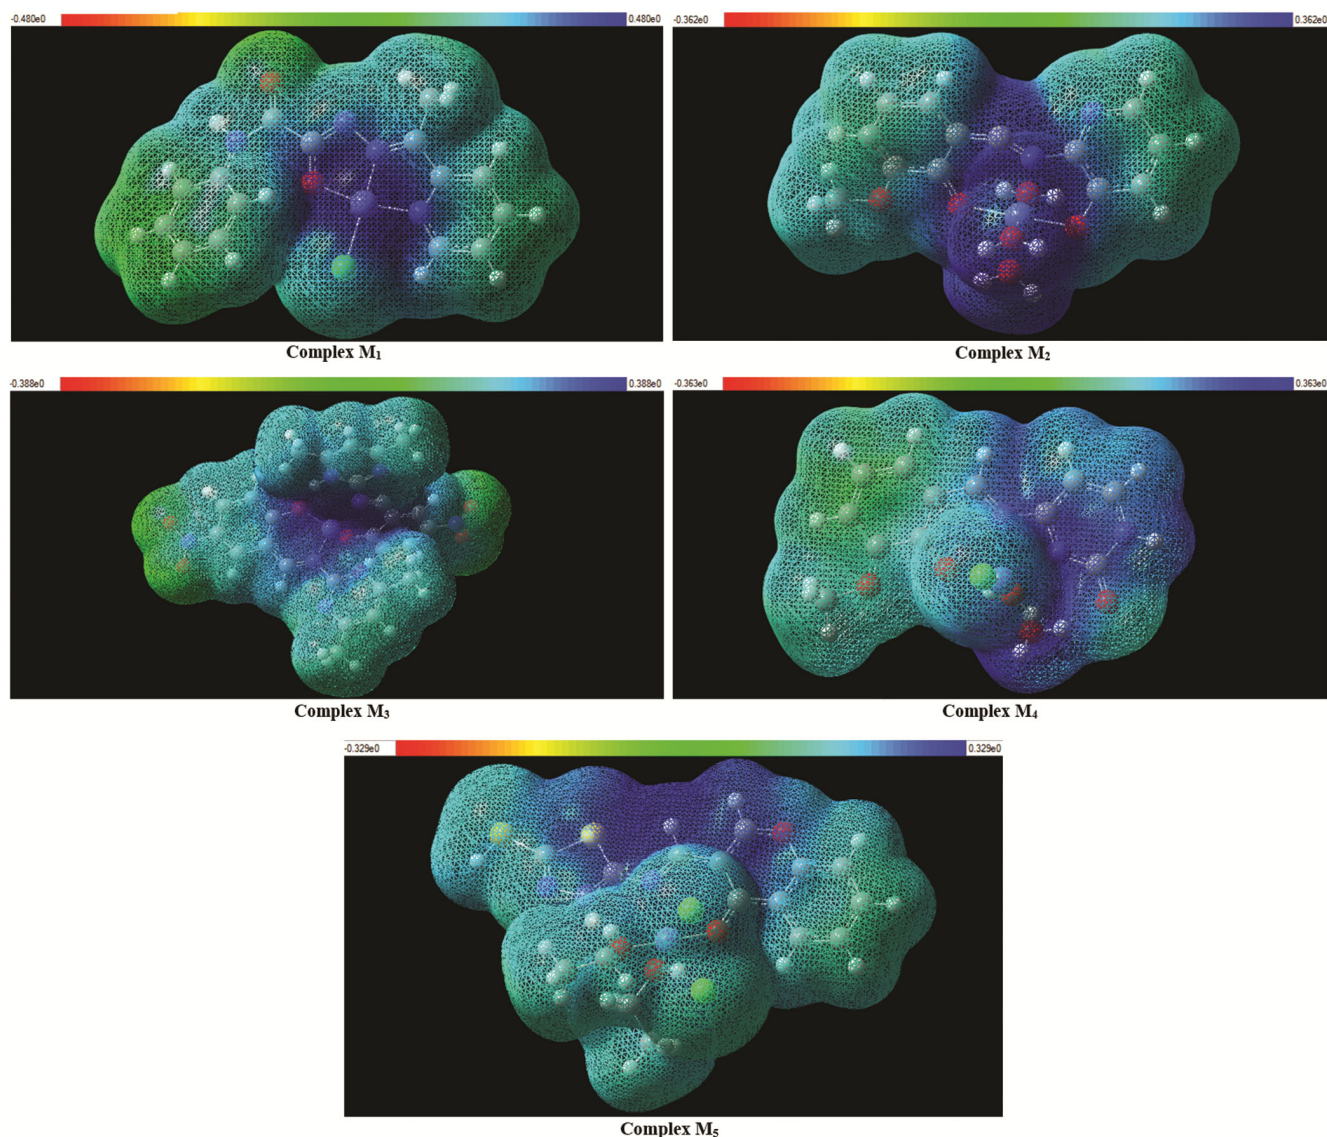 -0.480e0 0.480e0
-0.362e0 0.362e0
Complex M₁
Complex M₂
-0.388e0 0.388e0
-0.363e0 0.363e0
Complex M₃
Complex M₄
-0.329e0 0.329e0
Complex M₅